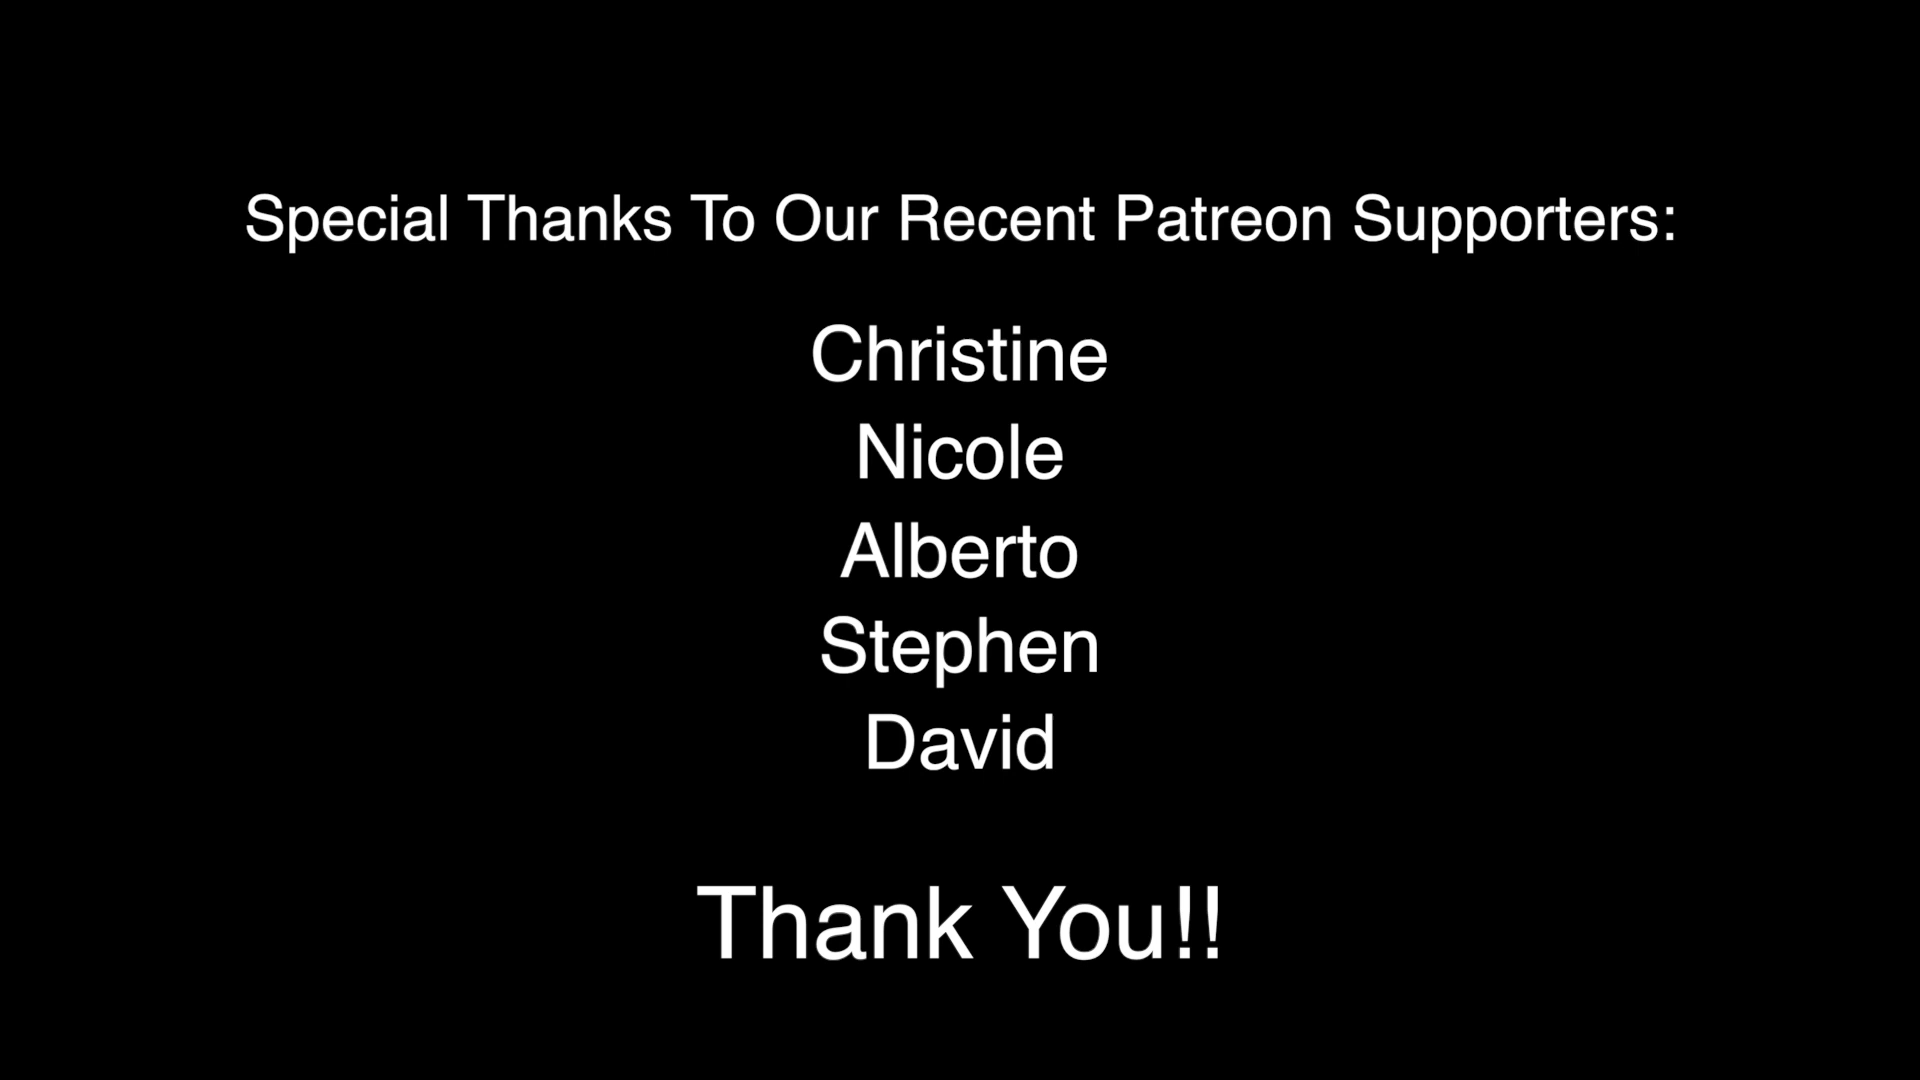 Special Thanks To Our Recent Patreon Supporters:
Christine
Nicole
Alberto
Stephen
David
Thank You!!